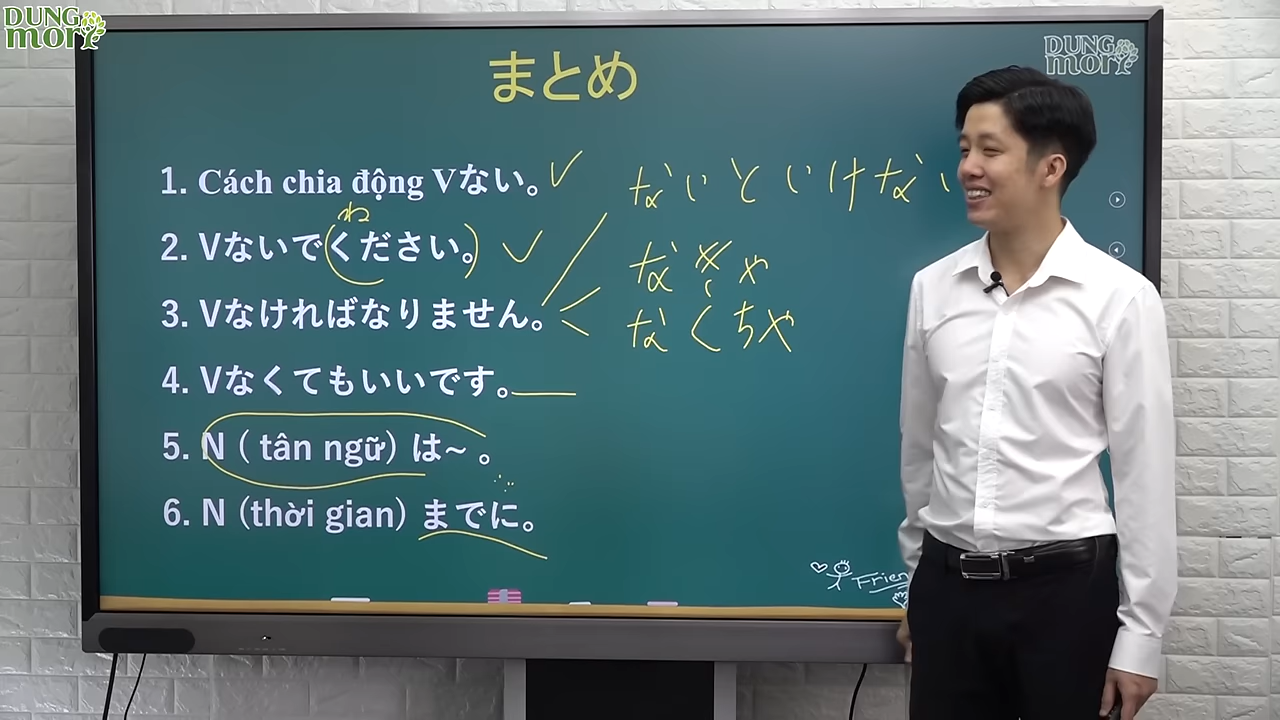 DUNG
mori
DUNG
mori
まとめ
1. Cách chia động Vない。
ないといけな
ね
2. Vないでください。)
3. Vなければなりません。
なきゃ
なくちゃ
4. Vなくてもいいです。
5. N ( tân ngữ) は~ 。
6. N (thời gian) までに。
Frien